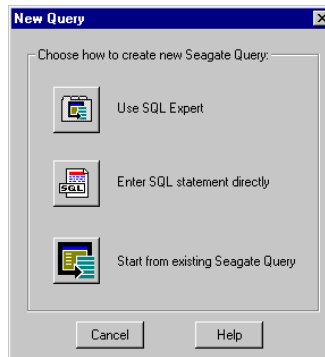 New Query
Choose how to create new Seagate Query:
Use SQL Expert
SQL
Enter SQL statement directly
Start from existing Seagate Query
Cancel
Help